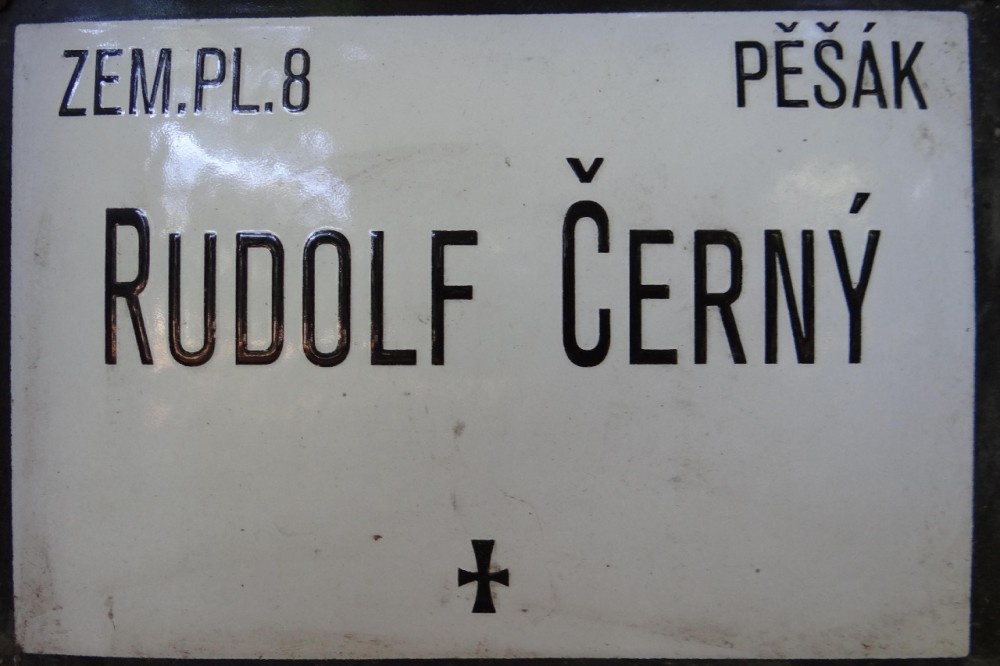 ZEM.PL.8 PĚŠÁK
RUDOLF ČERNÝ